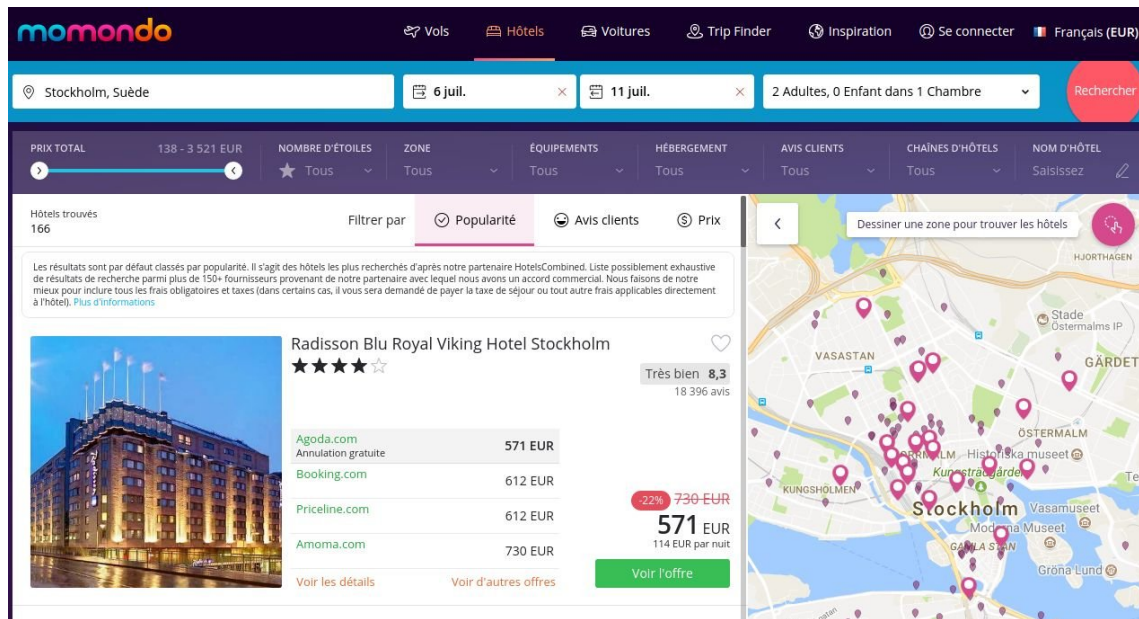 momondo
Vols
Hôtels
Voitures
Trip Finder
Inspiration
Se connecter
Français (EUR)
Stockholm, Suède
6 juil.
11 juil.
2 Adultes, 0 Enfant dans 1 Chambre
Rechercher
PRIX TOTAL
138 - 3 521 EUR
NOMBRE D'ÉTOILES
Tous
ZONE
Tous
ÉQUIPEMENTS
Tous
HÉBERGEMENT
Tous
AVIS CLIENTS
Tous
CHAÎNES D'HÔTELS
Tous
NOM D'HÔTEL
Saisissez
Hôtels trouvés
166
Filtrer par
Popularité
Avis clients
Prix
Les résultats sont par défaut classés par popularité. Il s'agit des hôtels les plus recherchés d'après notre partenaire HotelsCombined. Liste possiblement exhaustive
de résultats de recherche parmi plus de 150+ fournisseurs provenant de notre partenaire avec lequel nous avons un accord commercial. Nous faisons de notre
mieux pour inclure tous les frais obligatoires et taxes (dans certains cas, il vous sera demandé de payer la taxe de séjour ou tout autre frais applicables directement
à l'hôtel). Plus d'informations
Radisson Blu Royal Viking Hotel Stockholm
Très bien 8,3
18 396 avis
Agoda.com
Annulation gratuite
571 EUR
Booking.com
612 EUR
Priceline.com
612 EUR
Amoma.com
730 EUR
Voir les détails
Voir d'autres offres
-22% 730 EUR
571 EUR
114 EUR par nuit
Voir l'offre
Dessiner une zone pour trouver les hôtels
HJORTHAGEN
Stade
Östermalms IP
VASASTAN
GÄRDET
ÖSTERMALM
Historiska museet
Kungsträdgården
KUNGSHOLMEN
Stockholm
Vasamuseet
Moderna
Museet
GAMLA STAN
Gröna Lund